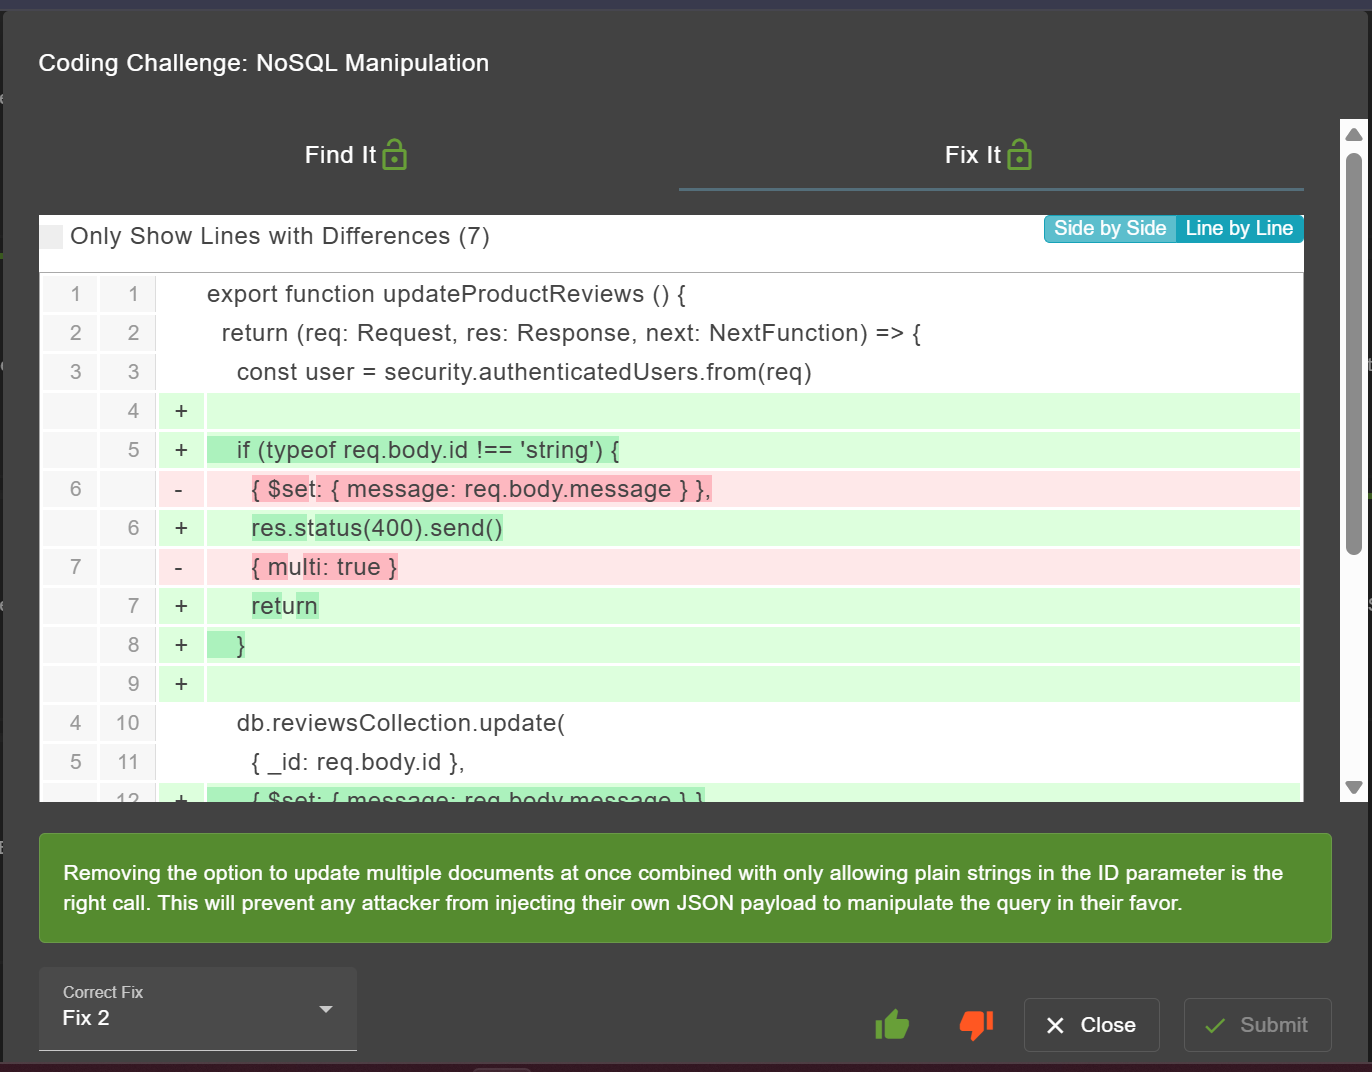 Coding Challenge: NoSQL Manipulation
Find It
Fix It
Only Show Lines with Differences (7)
Side by Side Line by Line
1 1 export function updateProductReviews () {
2 2 return (req: Request, res: Response, next: NextFunction) => {
3 3 const user = security.authenticatedUsers.from(req)
4 +
5 + if (typeof req.body.id !== 'string') {
6 - { $set: { message: req.body.message } },
6 + res.status(400).send()
7 - { multi: true }
7 + return
8 + }
9 +
4 10 db.reviewsCollection.update(
5 11 { _id: req.body.id },
12 + { $set: { message: req.body.message } }
Removing the option to update multiple documents at once combined with only allowing plain strings in the ID parameter is the
right call. This will prevent any attacker from injecting their own JSON payload to manipulate the query in their favor.
Correct Fix
Fix 2
Close
Submit